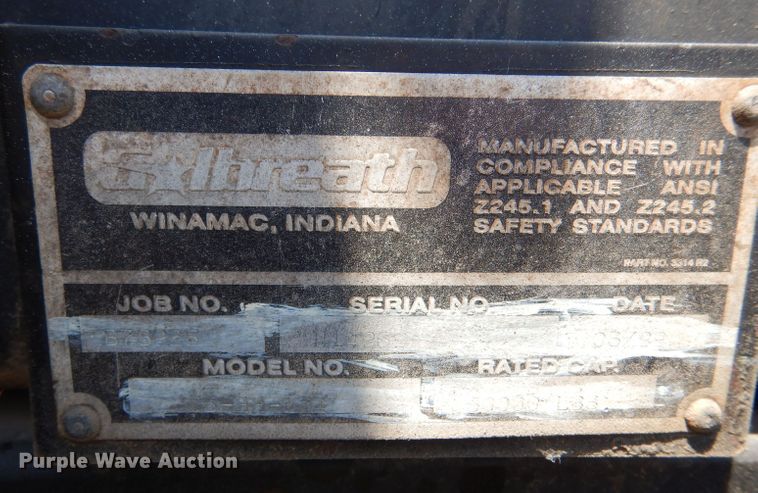 Galbreath
WINAMAC, INDIANA
MANUFACTURED IN
COMPLIANCE WITH
APPLICABLE ANSI
Z245.1 AND Z245.2
SAFETY STANDARDS
PART NO. 3314 R2
JOB NO. SERIAL NO. DATE
MODEL NO. RATED CAP.
Purple Wave Auction